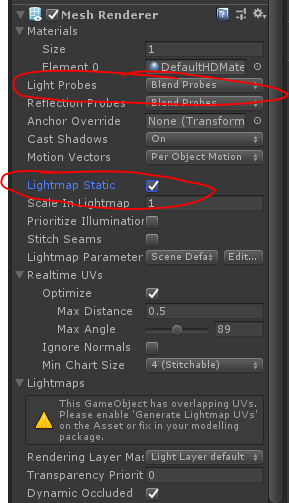 Mesh Renderer
Materials
Size 1
Element 0 DefaultHDMate
Light Probes Blend Probes
Reflection Probes Blend Probes
Anchor Override None (Transform
Cast Shadows On
Motion Vectors Per Object Motion
Lightmap Static
Scale In Lightmap 1
Prioritize Illumination
Stitch Seams
Lightmap Parameter Scene Defa Edit...
Realtime UVs
Optimize
Max Distance 0.5
Max Angle 89
Ignore Normals
Min Chart Size 4 (Stitchable)
Lightmaps
This GameObject has overlapping UVs.
Please enable 'Generate Lightmap UVs'
on the Asset or fix in your modelling
package.
Rendering Layer Mas Light Layer default
Transparency Priorit 0
Dynamic Occluded